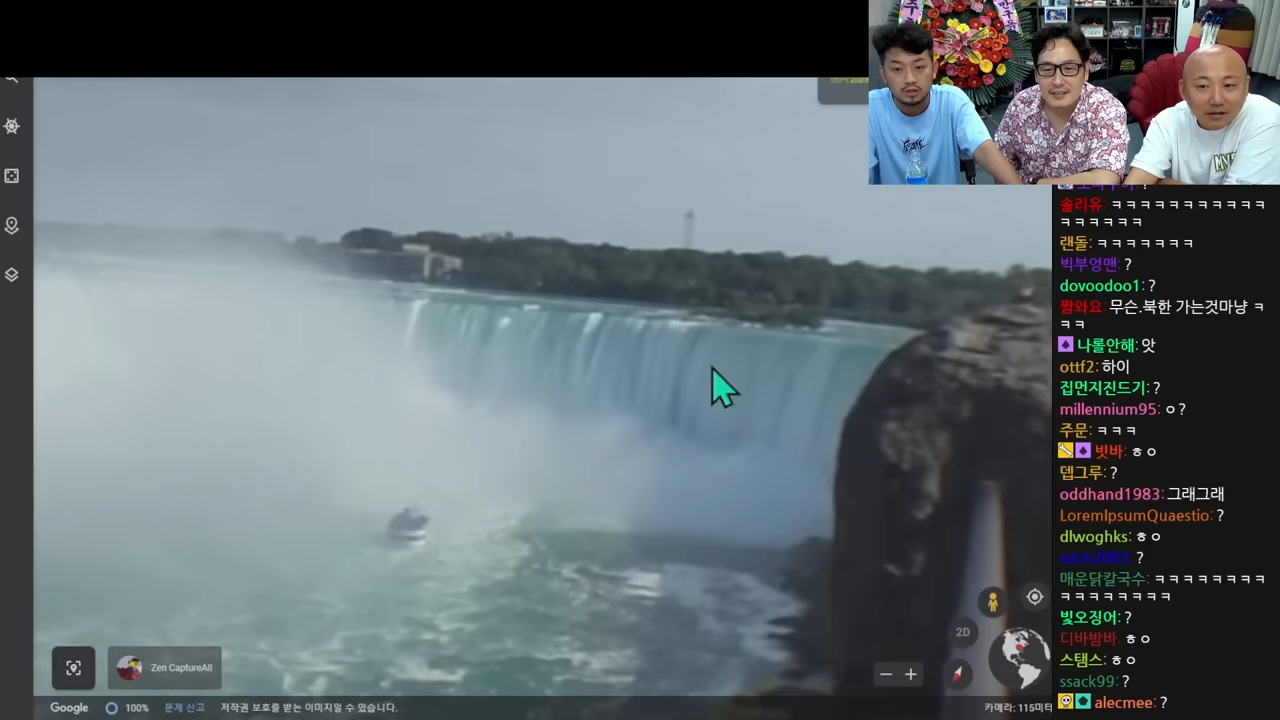 솔리유: ㅋㅋㅋㅋㅋㅋㅋㅋㅋㅋㅋ
ㅋㅋㅋㅋㅋㅋ
랜돌: ㅋㅋㅋㅋㅋㅋㅋ
빅부엉맨: ?
dovoodoo1: ?
짬와요: 무슨.북한 가는것마냥 ㅋ
ㅋㅋ
나롤안해: 앗
ottf2: 하이
집먼지진드기: ?
millennium95: ㅇ?
주문: ㅋㅋㅋ
빗바: ㅎㅇ
뎁그루: ?
oddhand1983: 그래그래
LoremIpsumQuaestio: ?
dlwoghks: ㅎㅇ
?
매운닭칼국수: ㅋㅋㅋㅋㅋㅋㅋㅋ
ㅋㅋㅋㅋㅋㅋㅋㅋ
빛오징어: ?
디바밤바: ㅎㅇ
스탬스: ㅎㅇ
ssack99: ?
alecmee: ?
2D
Zen CaptureAll
Google 100% 문제 신고 저작권 보호를 받는 이미지일 수 있습니다. 카메라: 115미터